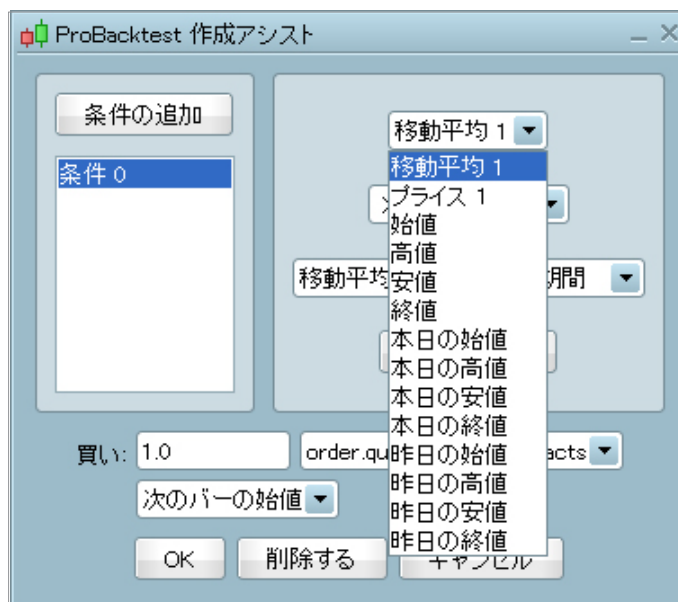 ProBacktest 作成アシスト
条件の追加
条件 0
移動平均 1
移動平均 1
プライス 1
始値
高値
安値
終値
本日の始値
本日の高値
本日の安値
本日の終値
昨日の始値
昨日の高値
昨日の安値
昨日の終値
移動平均 期間
買い: 1.0 order.qu acts
次のバーの始値
OK 削除する キャンセル